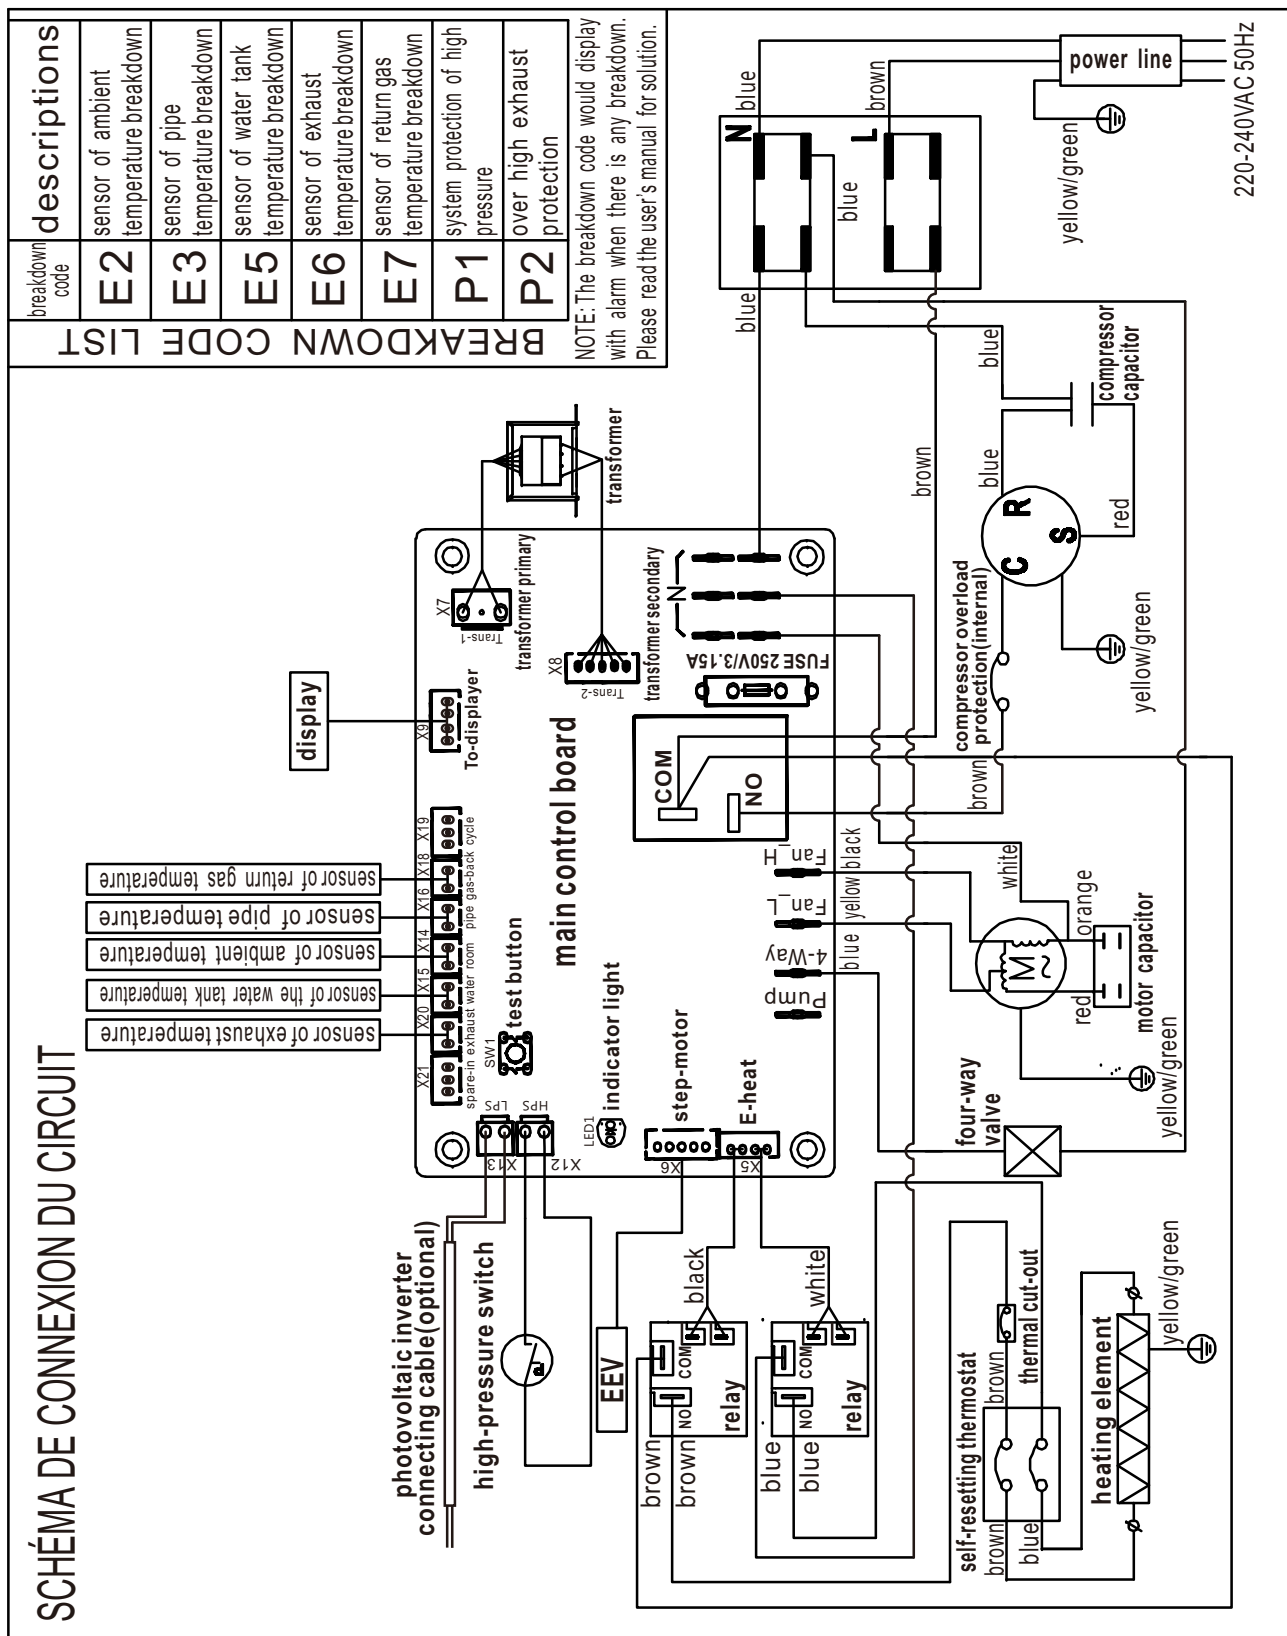 SCHÉMA DE CONNEXION DU CIRCUIT
BREAKDOWN CODE LIST
breakdown
code
descriptions
E2
sensor of ambient
temperature breakdown
E3
sensor of pipe
temperature breakdown
E5
sensor of water tank
temperature breakdown
E6
sensor of exhaust
temperature breakdown
E7
sensor of return gas
temperature breakdown
P1
system protection of high
pressure
P2
over high exhaust
protection
NOTE: The breakdown code would display
with alarm when there is any breakdown.
Please read the user's manual for solution.
sensor of exhaust temperature
sensor of the water tank temperature
sensor of ambient temperature
sensor of pipe temperature
sensor of return gas temperature
display
X21
X20
X15
X14
X16
X18
X19
X9
X7
spare-in
exhaust
water
room
pipe
gas-back
cycle
To-displayer
Trans-1
transformer primary
transformer
X8
Trans-2
transformer secondary
photovoltaic inverter
connecting cable(optional)
high-pressure switch
P
LPS
HPS
X13
X12
SW1
test button
LED1
indicator light
main control board
step-motor
X6
E-heat
X5
Pump
4-Way
Fan_L
Fan_H
blue
yellow
black
COM
NO
FUSE 250V/3.15A
N
EEV
black
white
COM
NO
relay
COM
NO
relay
brown
brown
blue
blue
self-resetting thermostat
brown
thermal cut-out
brown
blue
heating element
yellow/green
four-way
valve
yellow/green
M
~
white
red
orange
motor capacitor
yellow/green
compressor overload
protection(internal)
brown
C
R
S
blue
red
yellow/green
blue
compressor
capacitor
brown
blue
N
L
blue
blue
brown
power line
yellow/green
220-240VAC 50Hz